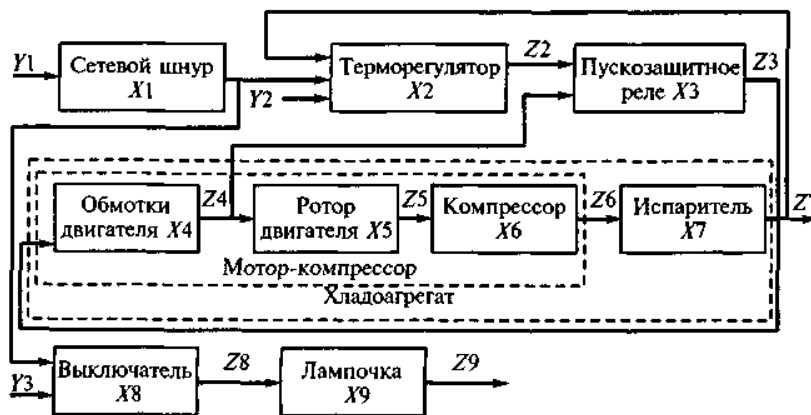 Y1
Сетевой шнур
X1
Терморегулятор
X2
Y2
Z2
Пускозащитное
реле X3
Z3
Обмотки
двигателя X4
Z4
Ротор
двигателя X5
Z5
Компрессор
X6
Z6
Испаритель
X7
Мотор-компрессор
Хладоагрегат
Y3
Выключатель
X8
Z8
Лампочка
X9
Z9